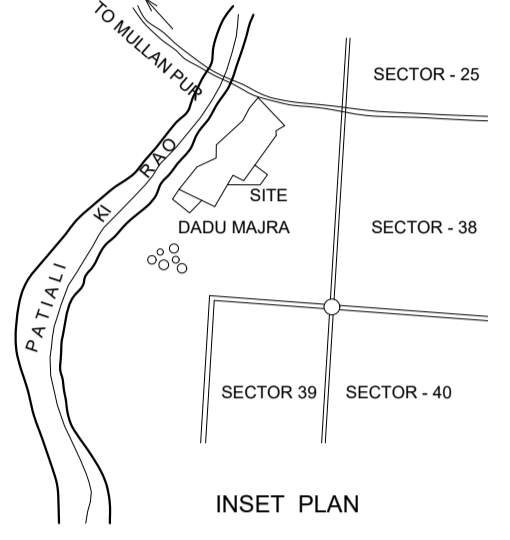 TO MULLAN PUR
SECTOR - 25
RAO
SITE
KI
DADU MAJRA
SECTOR - 38
PATIALI
SECTOR 39
SECTOR - 40
INSET PLAN